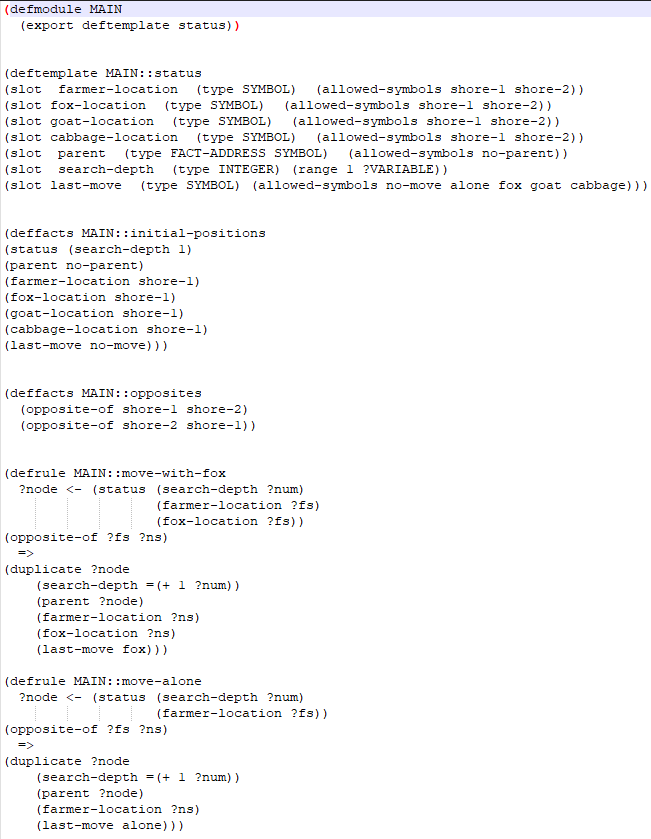 (defmodule MAIN
(export deftemplate status))
(deftemplate MAIN::status
(slot farmer-location (type SYMBOL) (allowed-symbols shore-1 shore-2))
(slot fox-location (type SYMBOL) (allowed-symbols shore-1 shore-2))
(slot goat-location (type SYMBOL) (allowed-symbols shore-1 shore-2))
(slot cabbage-location (type SYMBOL) (allowed-symbols shore-1 shore-2))
(slot parent (type FACT-ADDRESS SYMBOL) (allowed-symbols no-parent))
(slot search-depth (type INTEGER) (range 1 ?VARIABLE))
(slot last-move (type SYMBOL) (allowed-symbols no-move alone fox goat cabbage)))
(deffacts MAIN::initial-positions
(status (search-depth 1)
(parent no-parent)
(farmer-location shore-1)
(fox-location shore-1)
(goat-location shore-1)
(cabbage-location shore-1)
(last-move no-move)))
(deffacts MAIN::opposites
(opposite-of shore-1 shore-2)
(opposite-of shore-2 shore-1))
(defrule MAIN::move-with-fox
?node <- (status (search-depth ?num)
(farmer-location ?fs)
(fox-location ?fs))
(opposite-of ?fs ?ns)
=>
(duplicate ?node
(search-depth =(+ 1 ?num))
(parent ?node)
(farmer-location ?ns)
(fox-location ?ns)
(last-move fox)))
(defrule MAIN::move-alone
?node <- (status (search-depth ?num)
(farmer-location ?fs))
(opposite-of ?fs ?ns)
=>
(duplicate ?node
(search-depth =(+ 1 ?num))
(parent ?node)
(farmer-location ?ns)
(last-move alone)))